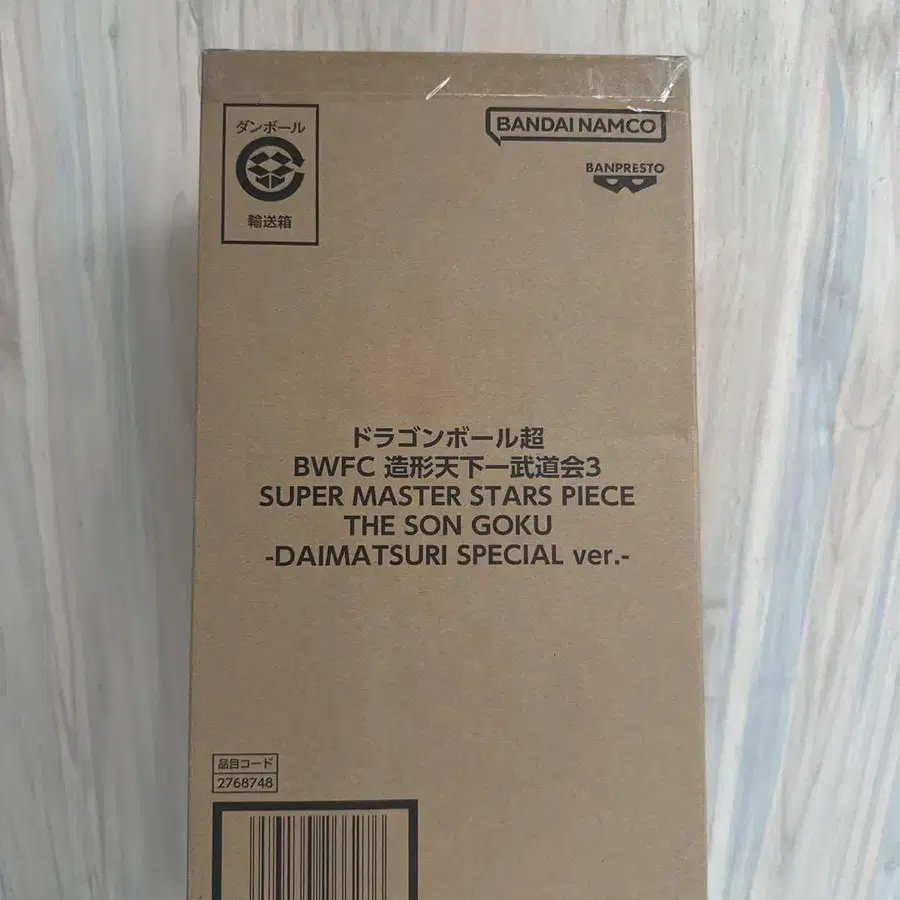 ダンボール
輸送箱
BANDAI NAMCO
BANPRESTO
ドラゴンボール超
BWFC 造形天下一武道会3
SUPER MASTER STARS PIECE
THE SON GOKU
-DAIMATSURI SPECIAL ver.-
品目コード
2768748